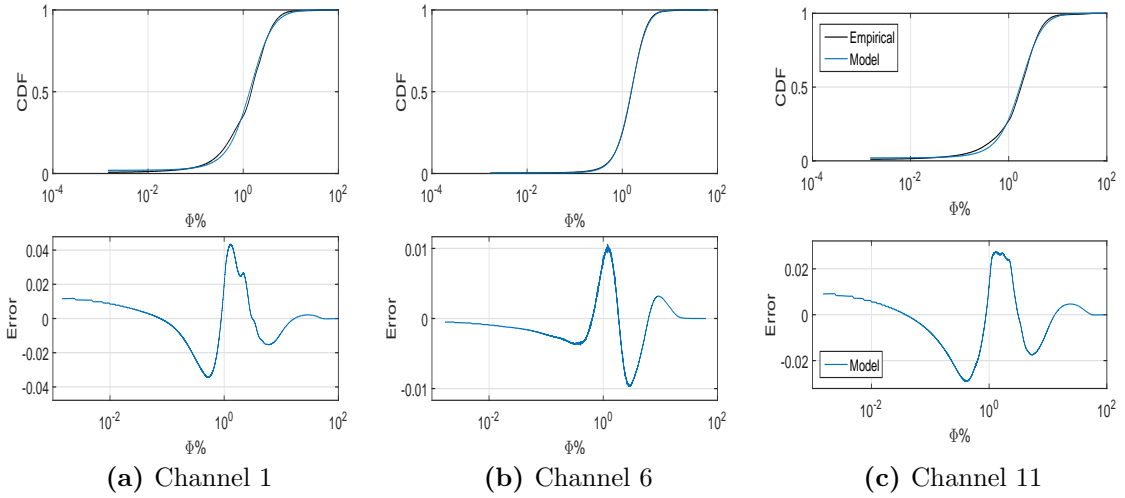 1
0.5
0
CDF
10^-4
10^-2
10^0
10^2
Φ%
1
0.5
0
CDF
10^-4
10^-2
10^0
10^2
Φ%
1
0.5
0
CDF
Empirical
Model
10^-4
10^-2
10^0
10^2
Φ%
0.04
0.02
0
-0.02
-0.04
Error
10^-2
10^0
10^2
Φ%
0.01
0
-0.01
Error
10^-2
10^0
10^2
Φ%
0.02
0
-0.02
Error
Model
10^-2
10^0
10^2
Φ%
(a) Channel 1
(b) Channel 6
(c) Channel 11